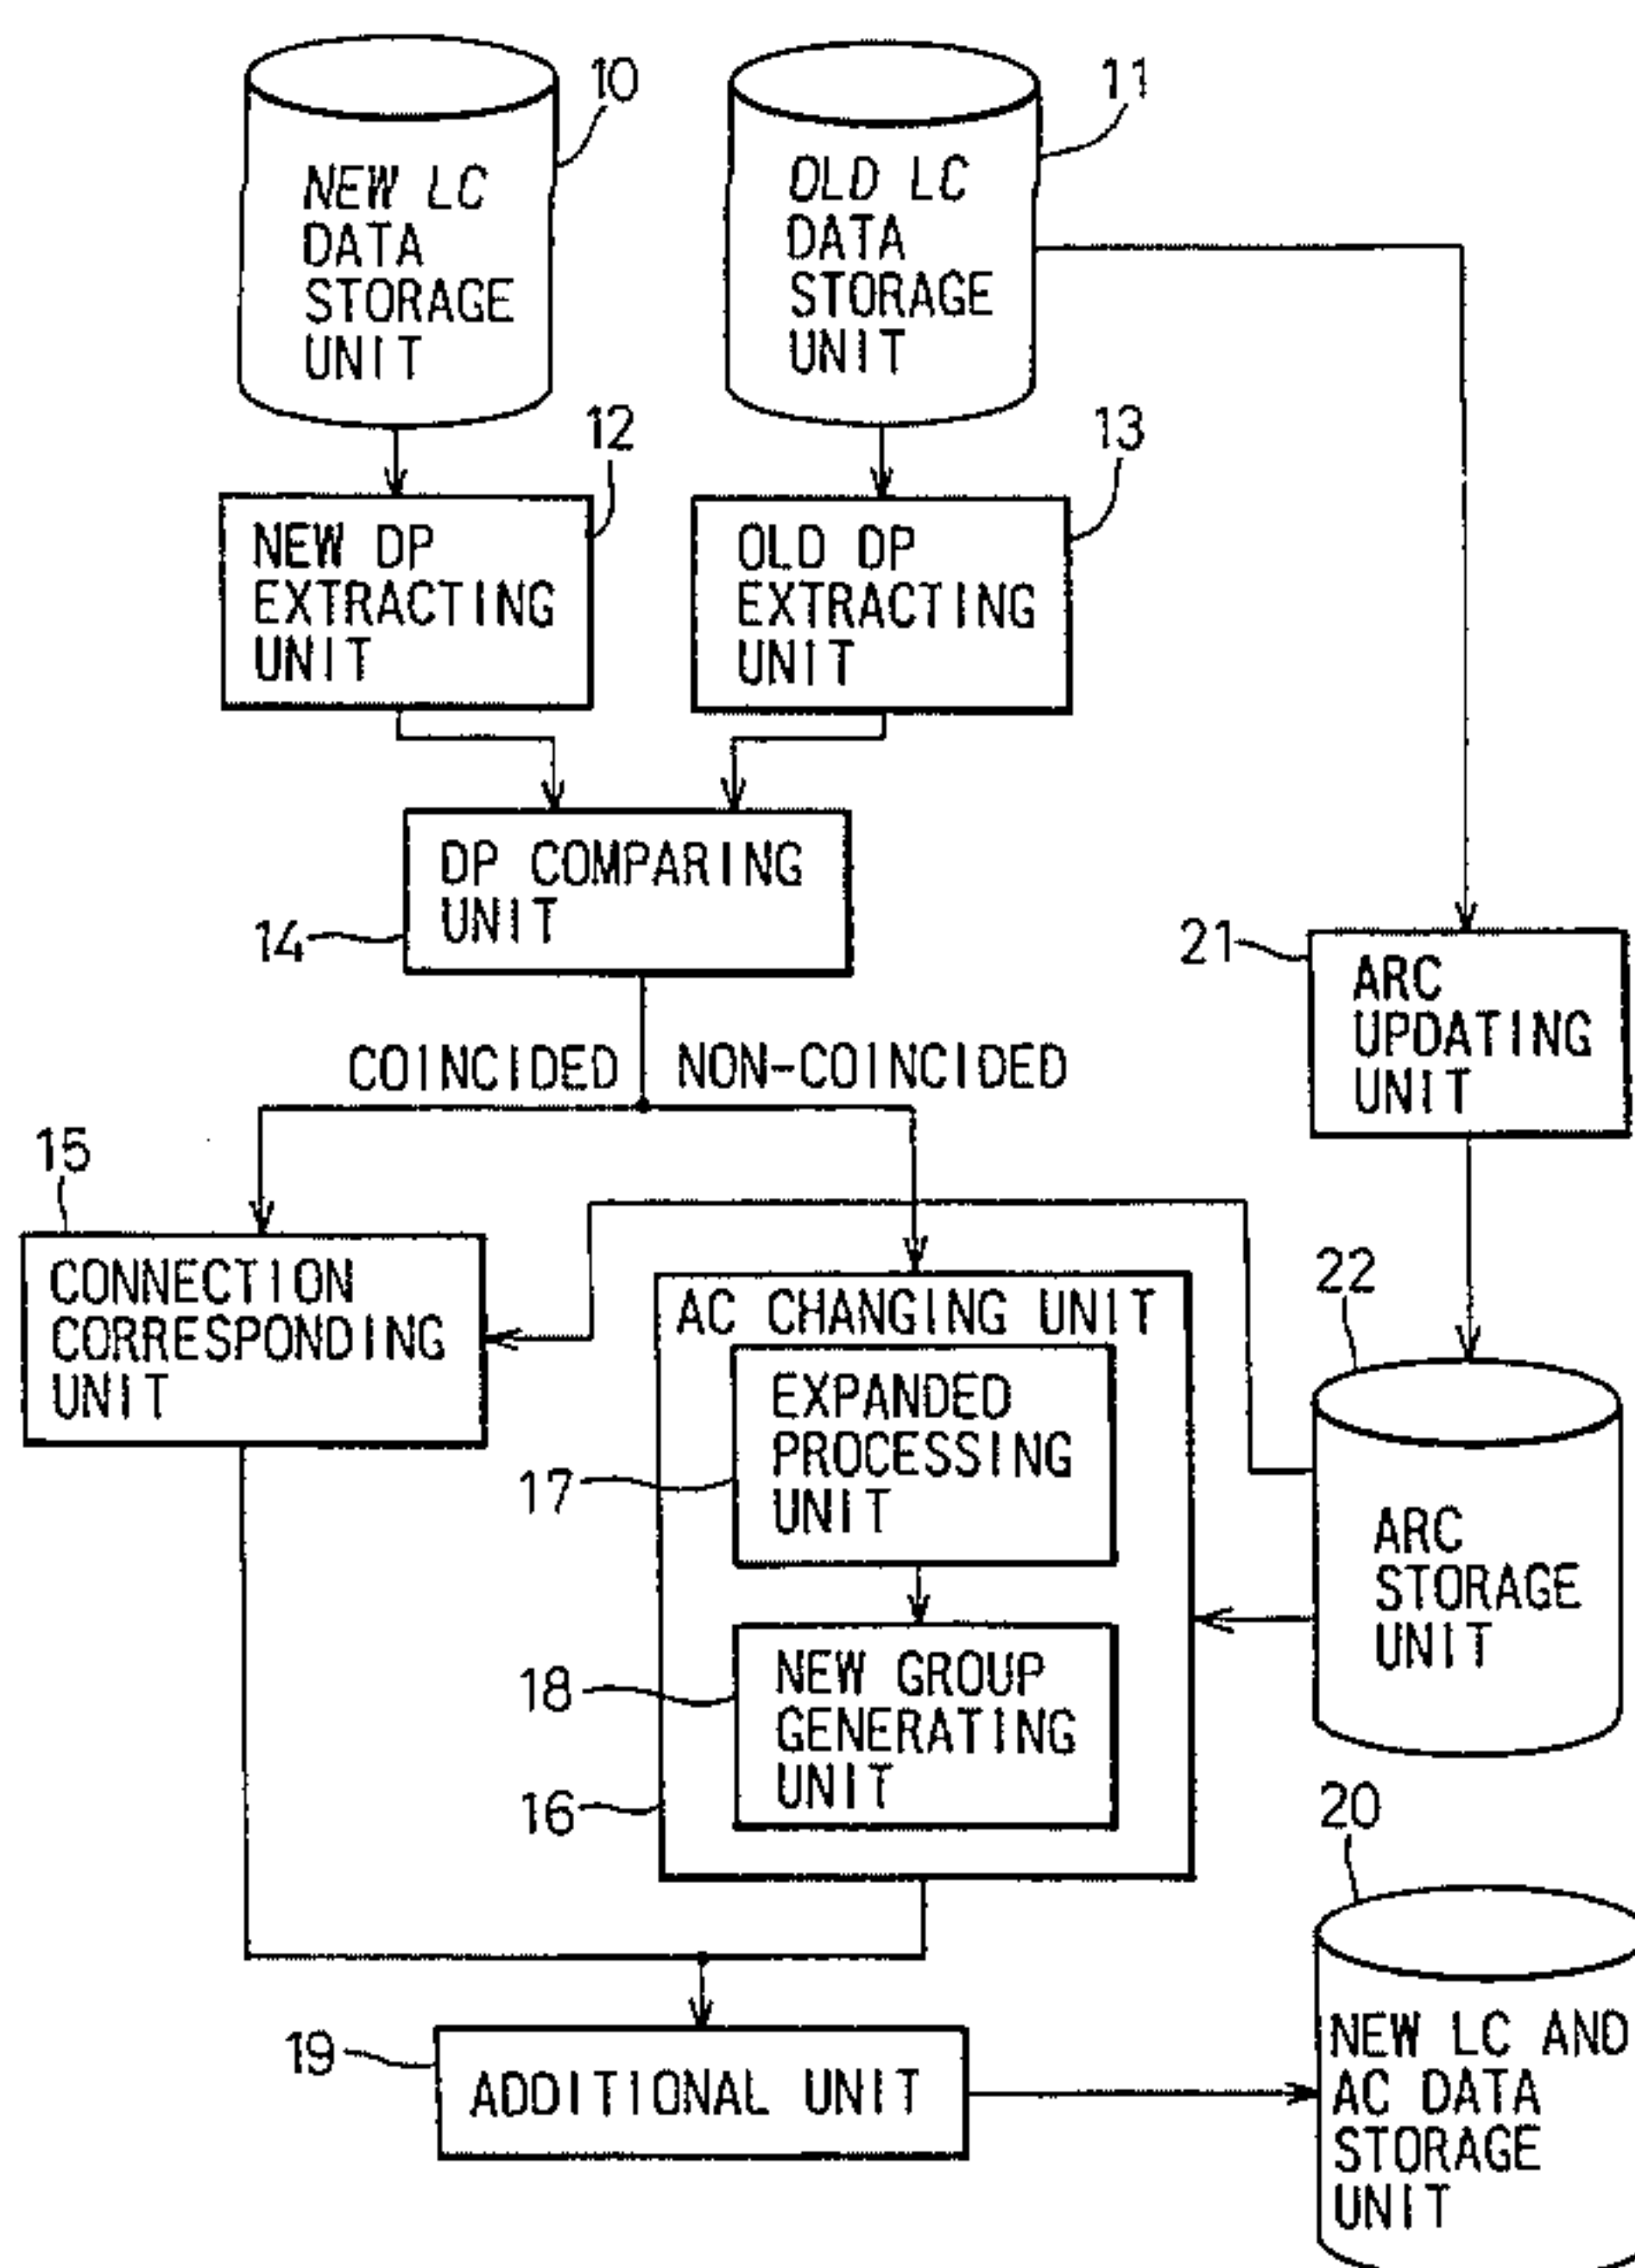 10
11
NEW LC
DATA
STORAGE
UNIT
OLD LC
DATA
STORAGE
UNIT
12
13
NEW DP
EXTRACTING
UNIT
OLD DP
EXTRACTING
UNIT
DP COMPARING
UNIT
14
21
ARC
UPDATING
UNIT
COINCIDED
NON-COINCIDED
15
CONNECTION
CORRESPONDING
UNIT
22
AC CHANGING UNIT
EXPANDED
PROCESSING
UNIT
17
ARC
STORAGE
UNIT
18
NEW GROUP
GENERATING
UNIT
16
20
19
ADDITIONAL UNIT
NEW LC AND
AC DATA
STORAGE
UNIT